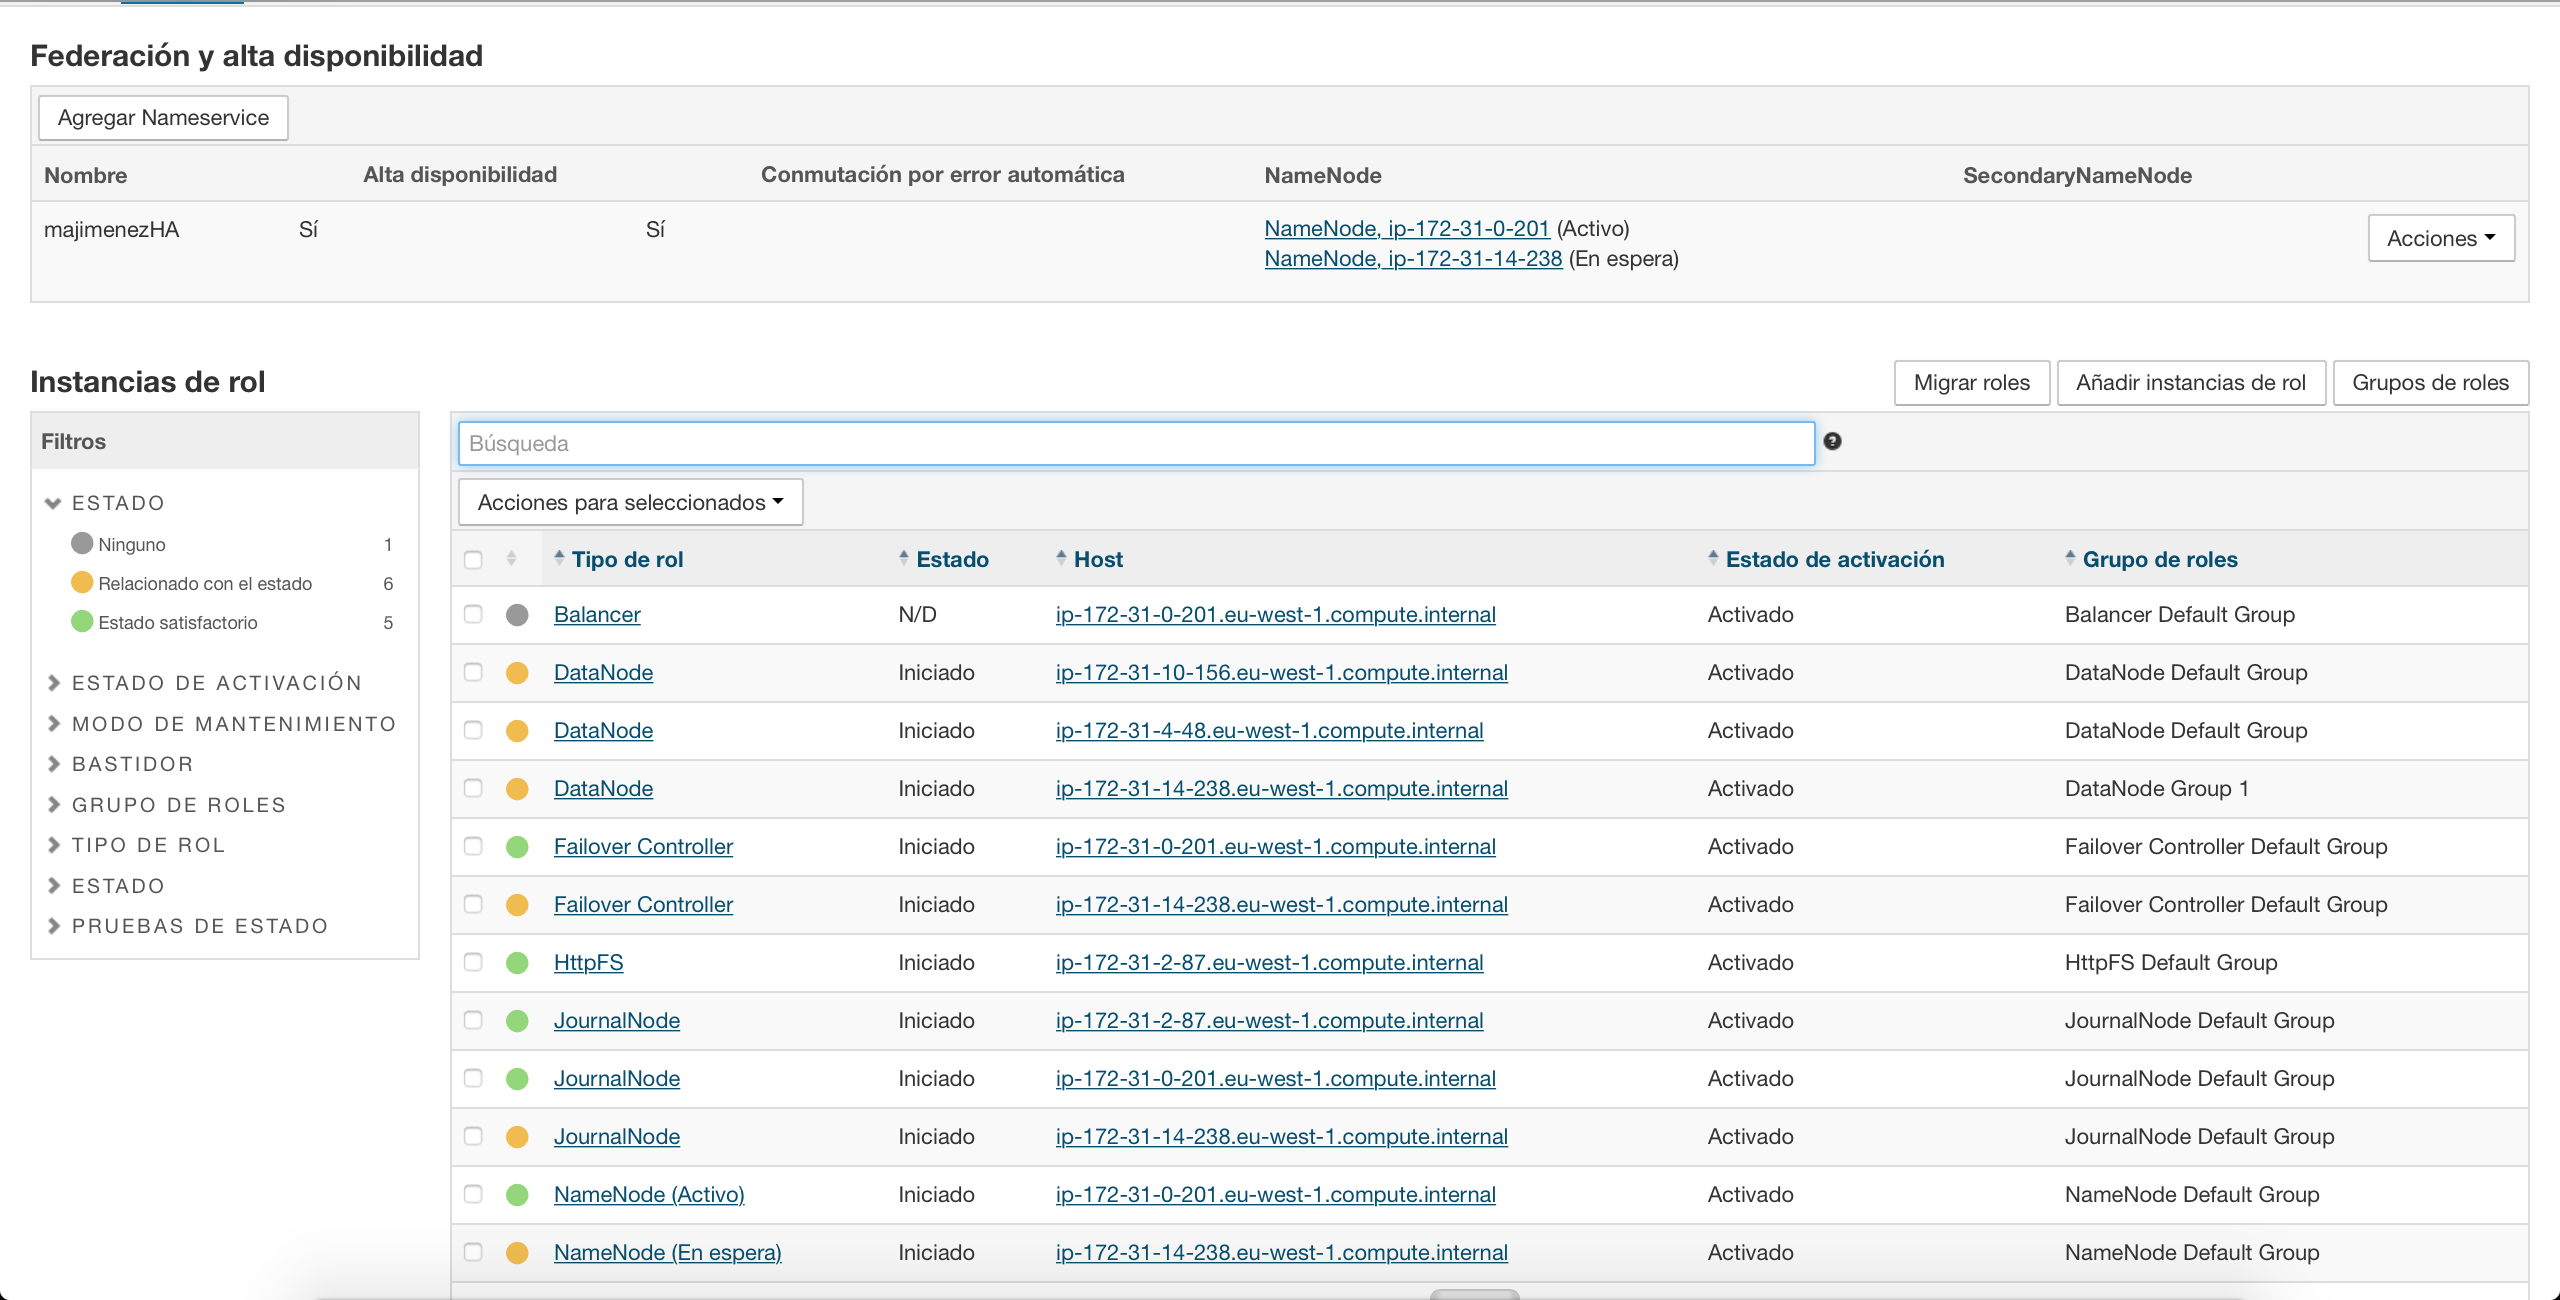 Federación y alta disponibilidad
Agregar Nameservice
Nombre Alta disponibilidad Conmutación por error automática NameNode SecondaryNameNode
majimenezHA Sí Sí NameNode, ip-172-31-0-201 (Activo)
NameNode, ip-172-31-14-238 (En espera)
Acciones
Instancias de rol
Migrar roles Añadir instancias de rol Grupos de roles
Filtros
ESTADO
Ninguno 1
Relacionado con el estado 6
Estado satisfactorio 5
ESTADO DE ACTIVACIÓN
MODO DE MANTENIMIENTO
BASTIDOR
GRUPO DE ROLES
TIPO DE ROL
ESTADO
PRUEBAS DE ESTADO
Búsqueda ?
Acciones para seleccionados
Tipo de rol Estado Host Estado de activación Grupo de roles
Balancer N/D ip-172-31-0-201.eu-west-1.compute.internal Activado Balancer Default Group
DataNode Iniciado ip-172-31-10-156.eu-west-1.compute.internal Activado DataNode Default Group
DataNode Iniciado ip-172-31-4-48.eu-west-1.compute.internal Activado DataNode Default Group
DataNode Iniciado ip-172-31-14-238.eu-west-1.compute.internal Activado DataNode Group 1
Failover Controller Iniciado ip-172-31-0-201.eu-west-1.compute.internal Activado Failover Controller Default Group
Failover Controller Iniciado ip-172-31-14-238.eu-west-1.compute.internal Activado Failover Controller Default Group
HttpFS Iniciado ip-172-31-2-87.eu-west-1.compute.internal Activado HttpFS Default Group
JournalNode Iniciado ip-172-31-2-87.eu-west-1.compute.internal Activado JournalNode Default Group
JournalNode Iniciado ip-172-31-0-201.eu-west-1.compute.internal Activado JournalNode Default Group
JournalNode Iniciado ip-172-31-14-238.eu-west-1.compute.internal Activado JournalNode Default Group
NameNode (Activo) Iniciado ip-172-31-0-201.eu-west-1.compute.internal Activado NameNode Default Group
NameNode (En espera) Iniciado ip-172-31-14-238.eu-west-1.compute.internal Activado NameNode Default Group